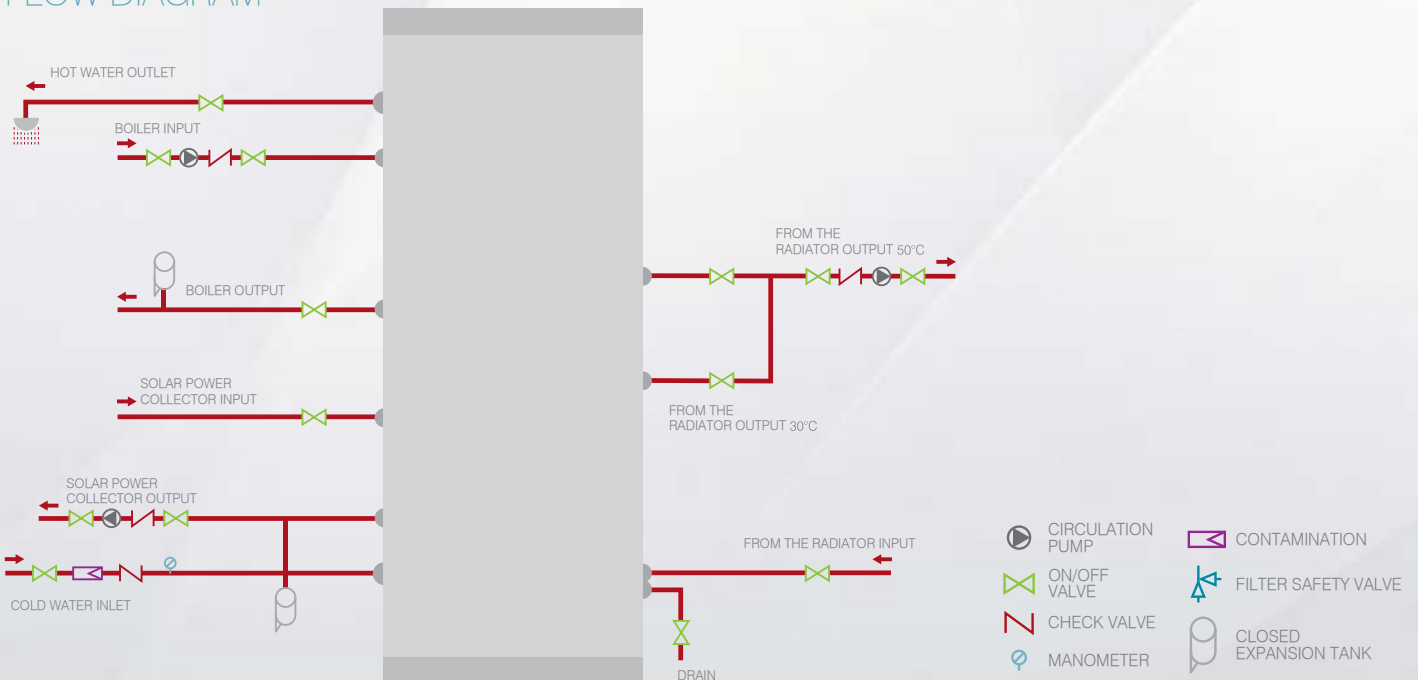 FLOW DIAGRAM
HOT WATER OUTLET
BOILER INPUT
BOILER OUTPUT
SOLAR POWER
COLLECTOR INPUT
SOLAR POWER
COLLECTOR OUTPUT
COLD WATER INLET
FROM THE
RADIATOR OUTPUT 50°C
FROM THE
RADIATOR OUTPUT 30°C
FROM THE RADIATOR INPUT
DRAIN
CIRCULATION
PUMP
ON/OFF
VALVE
CHECK VALVE
MANOMETER
CONTAMINATION
FILTER SAFETY VALVE
CLOSED
EXPANSION TANK